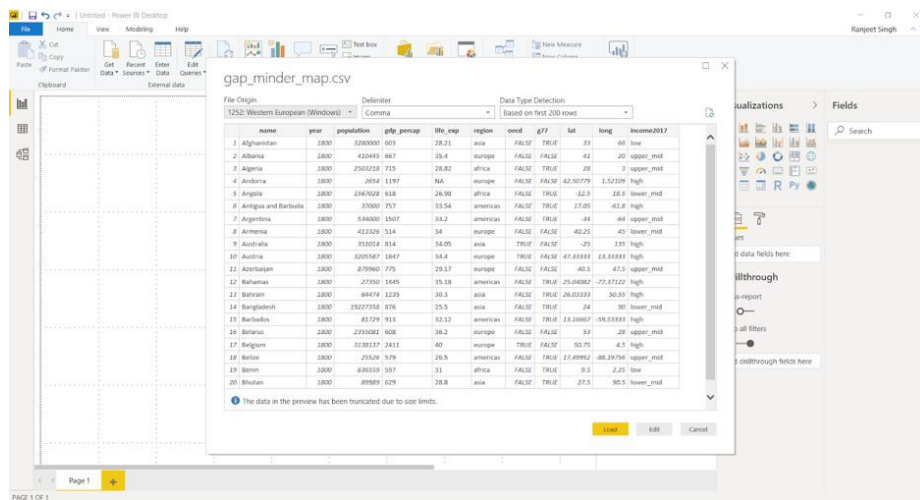 Untitled - Power BI Desktop
File Home View Modeling Help Ranjeet Singh
Paste
Cut
Copy
Format Painter
Get Data
Recent Sources
Enter Data
Edit Queries
Text box
New Measure
Clipboard
External data
gap_minder_map.csv
File Origin Delimiter Data Type Detection
1252: Western European (Windows) Comma Based on first 200 rows
name year population gdp_percap life_exp region oecd g77 lat long income2017
1 Afghanistan 1800 3280000 603 28.21 asia FALSE TRUE 33 66 low
2 Albania 1800 410445 667 35.4 europe FALSE FALSE 41 20 upper_mid
3 Algeria 1800 2503218 715 28.82 africa FALSE TRUE 28 3 upper_mid
4 Andorra 1800 2654 1197 NA europe FALSE FALSE 42.50779 1.52109 high
5 Angola 1800 1567028 618 26.98 africa FALSE TRUE -12.5 18.5 lower_mid
6 Antigua and Barbuda 1800 37000 757 33.54 americas FALSE TRUE 17.05 -61.8 high
7 Argentina 1800 534000 1507 33.2 americas FALSE TRUE -34 -64 upper_mid
8 Armenia 1800 413326 514 34 europe FALSE FALSE 40.25 45 lower_mid
9 Australia 1800 351014 814 34.05 asia TRUE FALSE -25 135 high
10 Austria 1800 3205587 1847 34.4 europe TRUE FALSE 47.33333 13.33333 high
11 Azerbaijan 1800 879960 775 29.17 europe FALSE FALSE 40.5 47.5 upper_mid
12 Bahamas 1800 27350 1445 35.18 americas FALSE TRUE 25.04082 -77.37122 high
13 Bahrain 1800 64474 1235 30.3 asia FALSE TRUE 26.03333 50.55 high
14 Bangladesh 1800 19227358 876 25.5 asia FALSE TRUE 24 90 lower_mid
15 Barbados 1800 81729 913 32.12 americas FALSE TRUE 13.16667 -59.53333 high
16 Belarus 1800 2355081 608 36.2 europe FALSE FALSE 53 28 upper_mid
17 Belgium 1800 3138137 2411 40 europe TRUE FALSE 50.75 4.5 high
18 Belize 1800 25526 579 26.5 americas FALSE TRUE 17.49952 -88.19756 upper_mid
19 Benin 1800 636559 597 31 africa FALSE TRUE 9.5 2.25 low
20 Bhutan 1800 89989 629 28.8 asia FALSE TRUE 27.5 90.5 lower_mid
The data in the preview has been truncated due to size limits.
Load Edit Cancel
ualizations
Fields
Search
R Py
d data fields here
illthrough
s-report
p all filters
d drillthrough fields here
Page 1
PAGE 1 OF 1